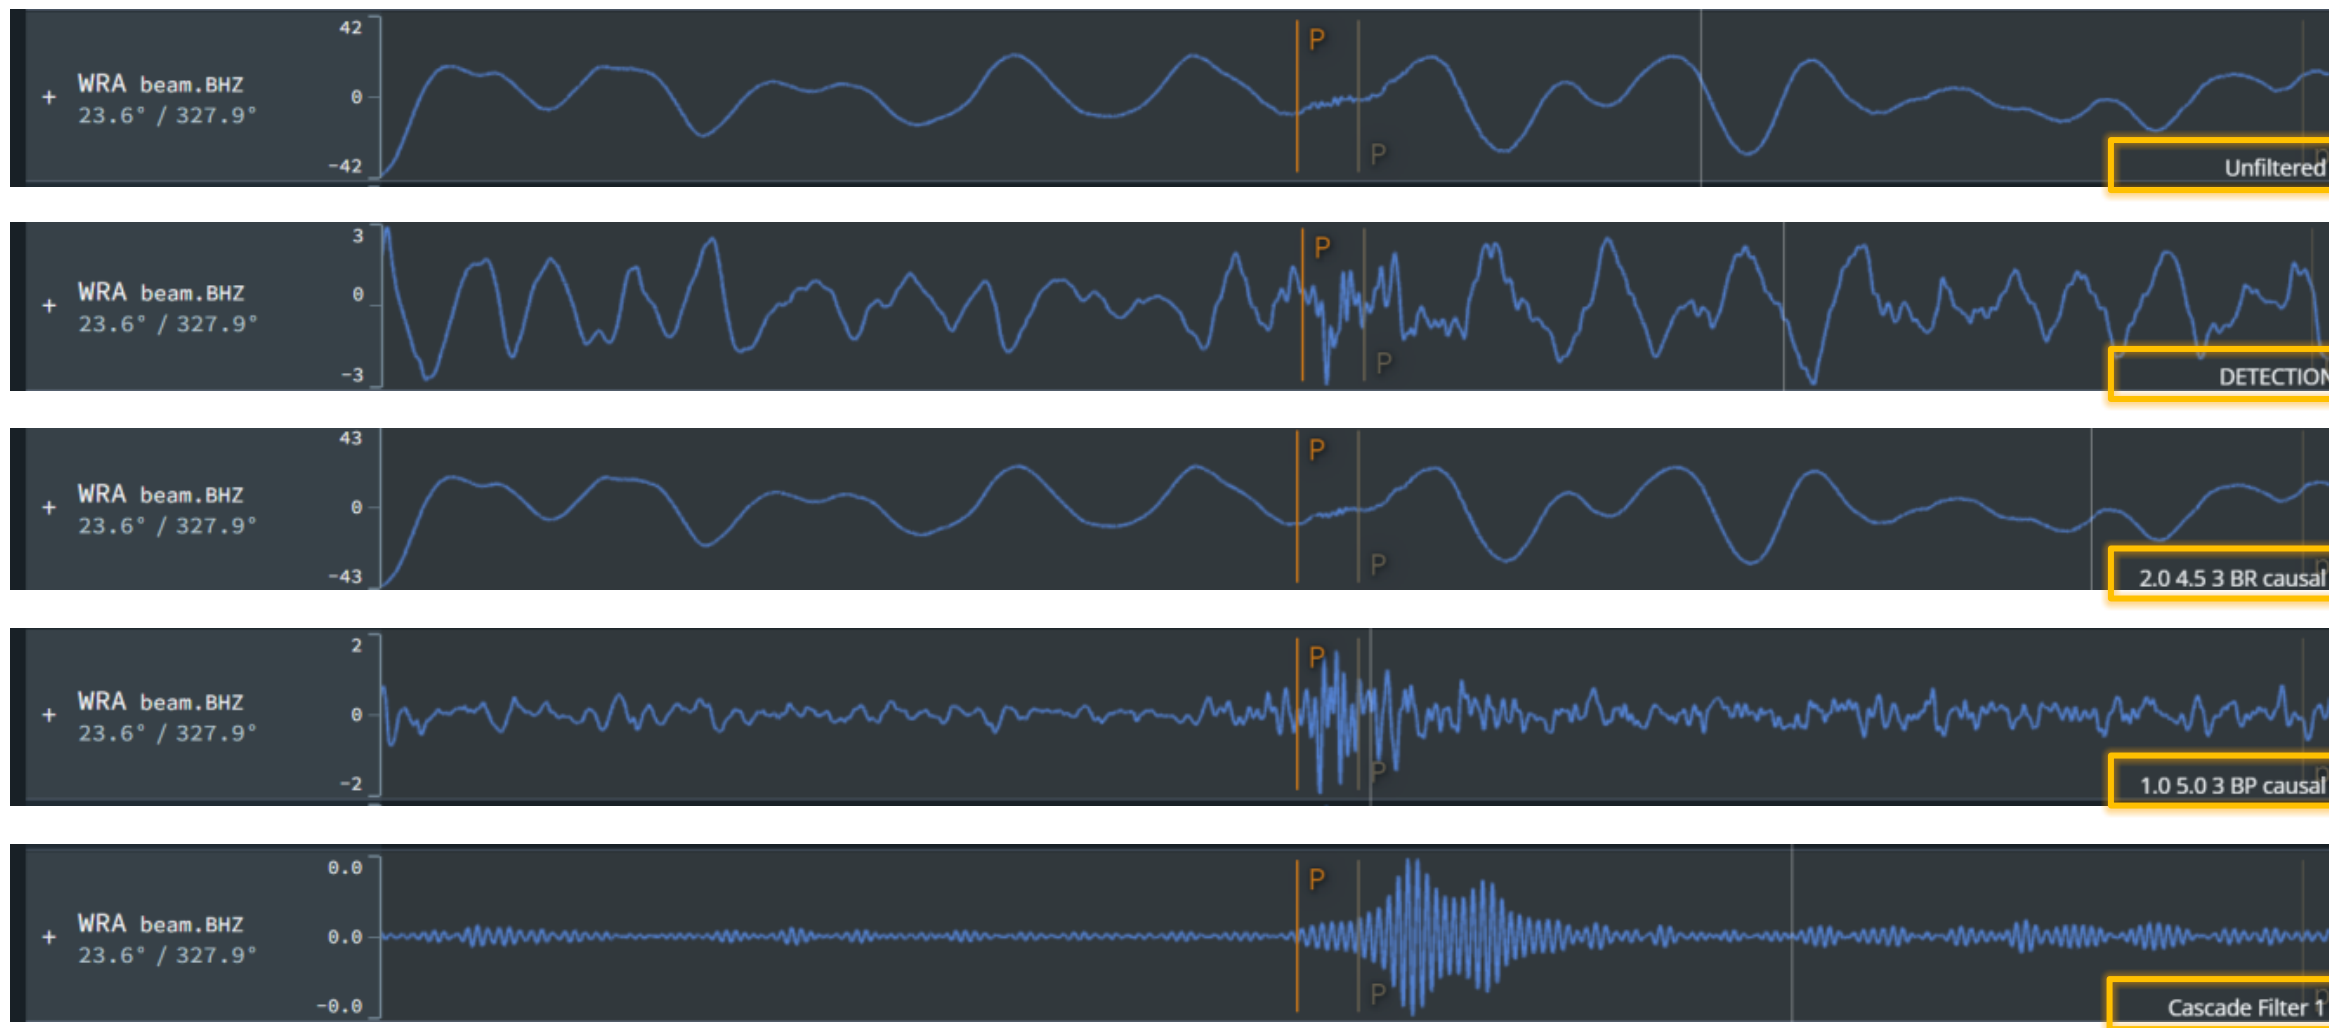 42
P
+ WRA beam.BHZ
0
23.6° / 327.9°
P
-42
Unfiltered
3
P
+ WRA beam.BHZ
0
23.6° / 327.9°
P
-3
DETECTION
43
P
+ WRA beam.BHZ
0
23.6° / 327.9°
P
-43
2.0 4.5 3 BR causal
2
P
+ WRA beam.BHZ
0
23.6° / 327.9°
P
-2
1.0 5.0 3 BP causal
0.0
P
+ WRA beam.BHZ
0.0
23.6° / 327.9°
P
-0.0
Cascade Filter 1